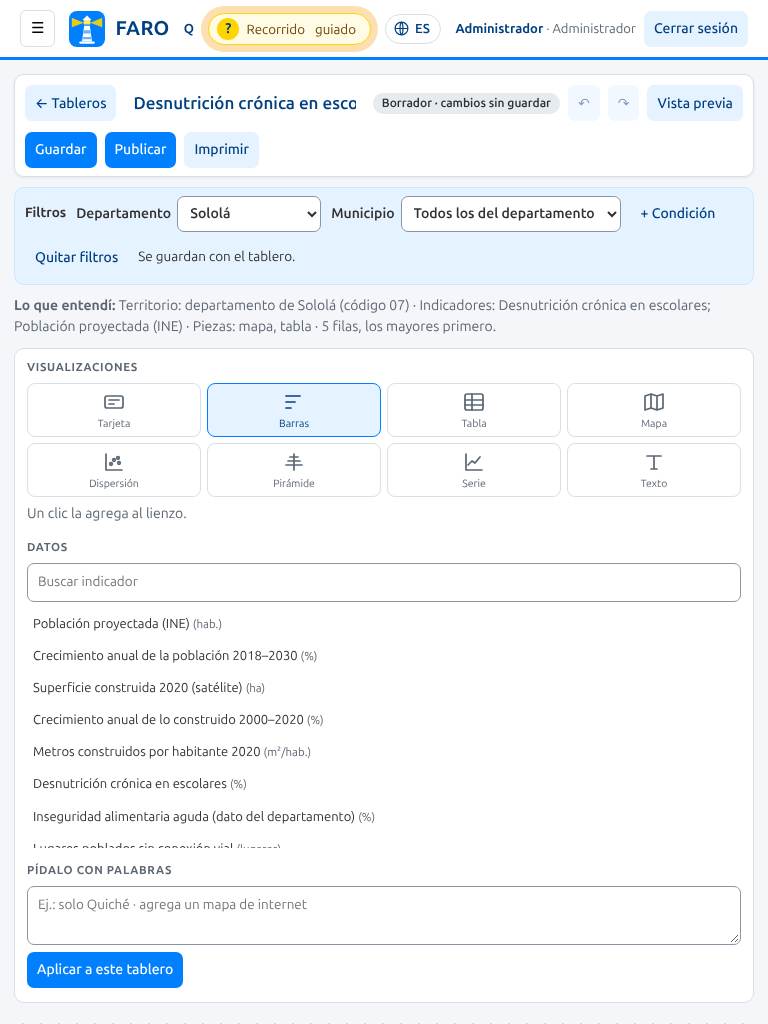 ☰ FARO Q ? Recorrido guiado ES Administrador · Administrador Cerrar sesión
← Tableros Desnutrición crónica en esco Borrador · cambios sin guardar ↶ ↷ Vista previa
Guardar Publicar Imprimir
Filtros Departamento Sololá Municipio Todos los del departamento + Condición
Quitar filtros Se guardan con el tablero.
Lo que entendí: Territorio: departamento de Sololá (código 07) · Indicadores: Desnutrición crónica en escolares;
Población proyectada (INE) · Piezas: mapa, tabla · 5 filas, los mayores primero.
VISUALIZACIONES
Tarjeta Barras Tabla Mapa
Dispersión Pirámide Serie Texto
Un clic la agrega al lienzo.
DATOS
Buscar indicador
Población proyectada (INE) (hab.)
Crecimiento anual de la población 2018–2030 (%)
Superficie construida 2020 (satélite) (ha)
Crecimiento anual de lo construido 2000–2020 (%)
Metros construidos por habitante 2020 (m²/hab.)
Desnutrición crónica en escolares (%)
Inseguridad alimentaria aguda (dato del departamento) (%)
Lugares poblados sin conexión vial (lugares)
PÍDALO CON PALABRAS
Ej.: solo Quiché · agrega un mapa de internet
Aplicar a este tablero